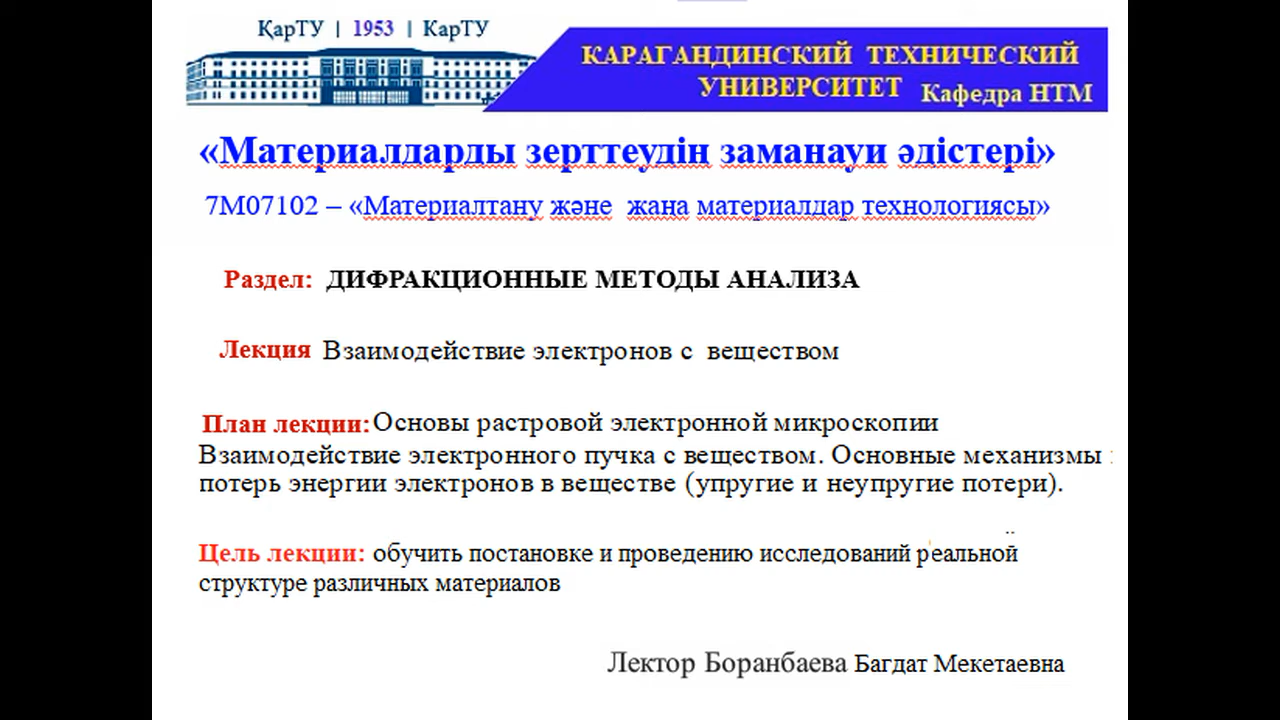 ҚарТУ | 1953 | КарТУ
КАРАГАНДИНСКИЙ ТЕХНИЧЕСКИЙ
УНИВЕРСИТЕТ Кафедра НТМ
«Материалдарды зерттеудін заманауи әдістері»
7М07102 – «Материалтану және жаңа материалдар технологиясы»
Раздел: ДИФРАКЦИОННЫЕ МЕТОДЫ АНАЛИЗА
Лекция Взаимодействие электронов с веществом
План лекции: Основы растровой электронной микроскопии
Взаимодействие электронного пучка с веществом. Основные механизмы
потерь энергии электронов в веществе (упругие и неупругие потери).
Цель лекции: обучить постановке и проведению исследований реальной
структуре различных материалов
Лектор Боранбаева Багдат Мекетаевна